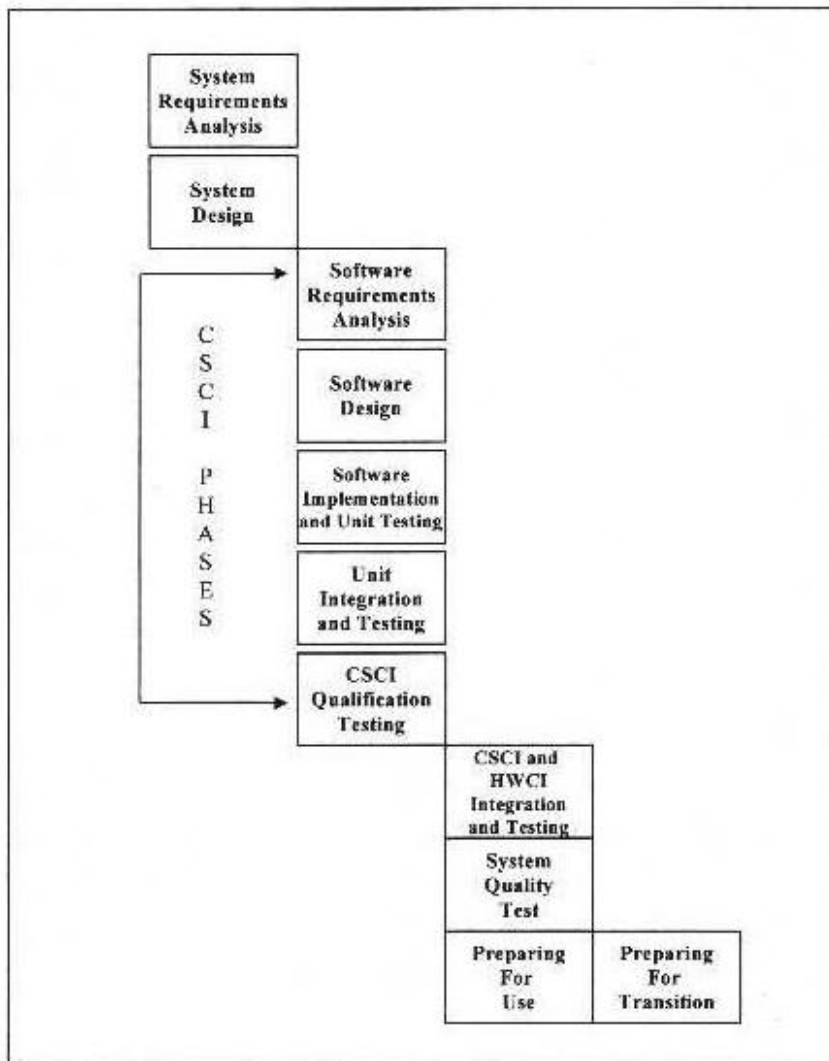 System
Requirements
Analysis
System
Design
Software
Requirements
Analysis
C
S
C
I
P
H
A
S
E
S
Software
Design
Software
Implementation
and Unit Testing
Unit
Integration
and Testing
CSCI
Qualification
Testing
CSCI and
HWCI
Integration
and Testing
System
Quality
Test
Preparing
For
Use
Preparing
For
Transition